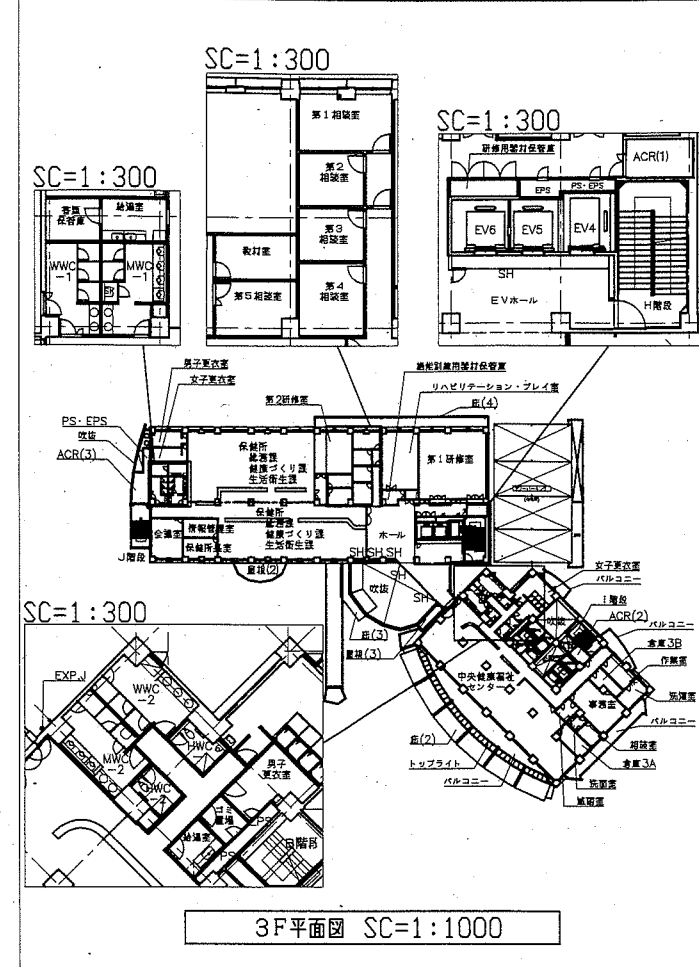 SC=1:300
第1相談室
第2
相談室
第3
相談室
教材室
第5相談室
第4
相談室
SC=1:300
研修用器材保管庫
ACR(1)
EPS
PS・EPS
EV6
EV5
EV4
SH
EVホール
H階段
SC=1:300
保管庫
給湯室
WWC
-1
MWC
-1
SK
男子更衣室
女子更衣室
第2研修室
機能訓練用器材保管庫
リハビリテーション・プレイ室
庇(4)
PS・EPS
吹抜
ACR(3)
保健所
総務課
健康づくり課
生活衛生課
第1研修室
保健所
総務課
健康づくり課
生活衛生課
会議室
情報管理室
保健所長室
ホール
J階段
屋根(2)
SH
SH
SH
SH
SH
吹抜
庇(3)
屋根(3)
女子更衣室
バルコニー
I階段
ACR(2)
吹抜
バルコニー
倉庫3B
作業室
洗濯室
中央健康福祉
センター
事務室
バルコニー
相談室
倉庫3A
洗面室
庇(2)
トップライト
バルコニー
SC=1:300
EXP.J
WWC
-2
HWC
MWC
-2
HWC
-2
男子
更衣室
ゴミ
置場
EPS
給湯室
PS
階段
3F平面図 SC=1:1000